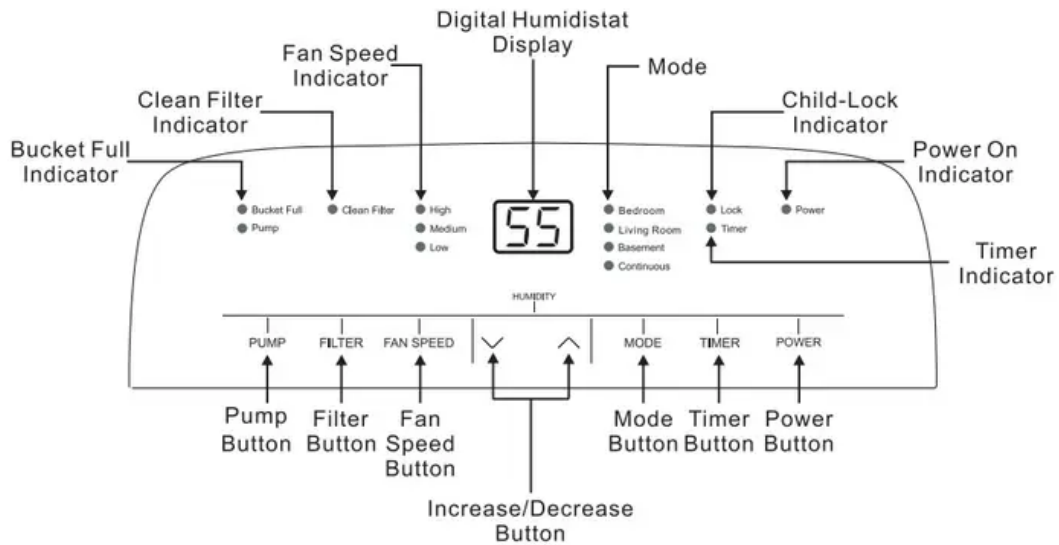 Digital Humidistat
Display
Fan Speed
Indicator
Mode
Clean Filter
Indicator
Child-Lock
Indicator
Bucket Full
Indicator
Power On
Indicator
Bucket Full
Clean Filter
High
55
Bedroom
Lock
Power
Pump
Medium
Living Room
Timer
Low
Basement
Continuous
Timer
Indicator
HUMIDITY
PUMP
FILTER
FAN SPEED
MODE
TIMER
POWER
Pump
Button
Filter
Button
Fan
Speed
Button
Mode
Button
Timer
Button
Power
Button
Increase/Decrease
Button